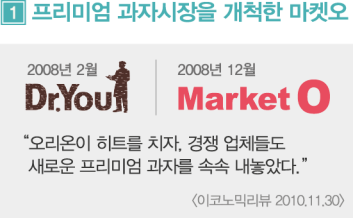 1 프리미엄 과자시장을 개척한 마켓오
2008년 2월
Dr.You
2008년 12월
Market O
“오리온이 히트를 치자, 경쟁 업체들도
새로운 프리미엄 과자를 속속 내놓았다.”
〈이코노믹리뷰 2010.11.30〉